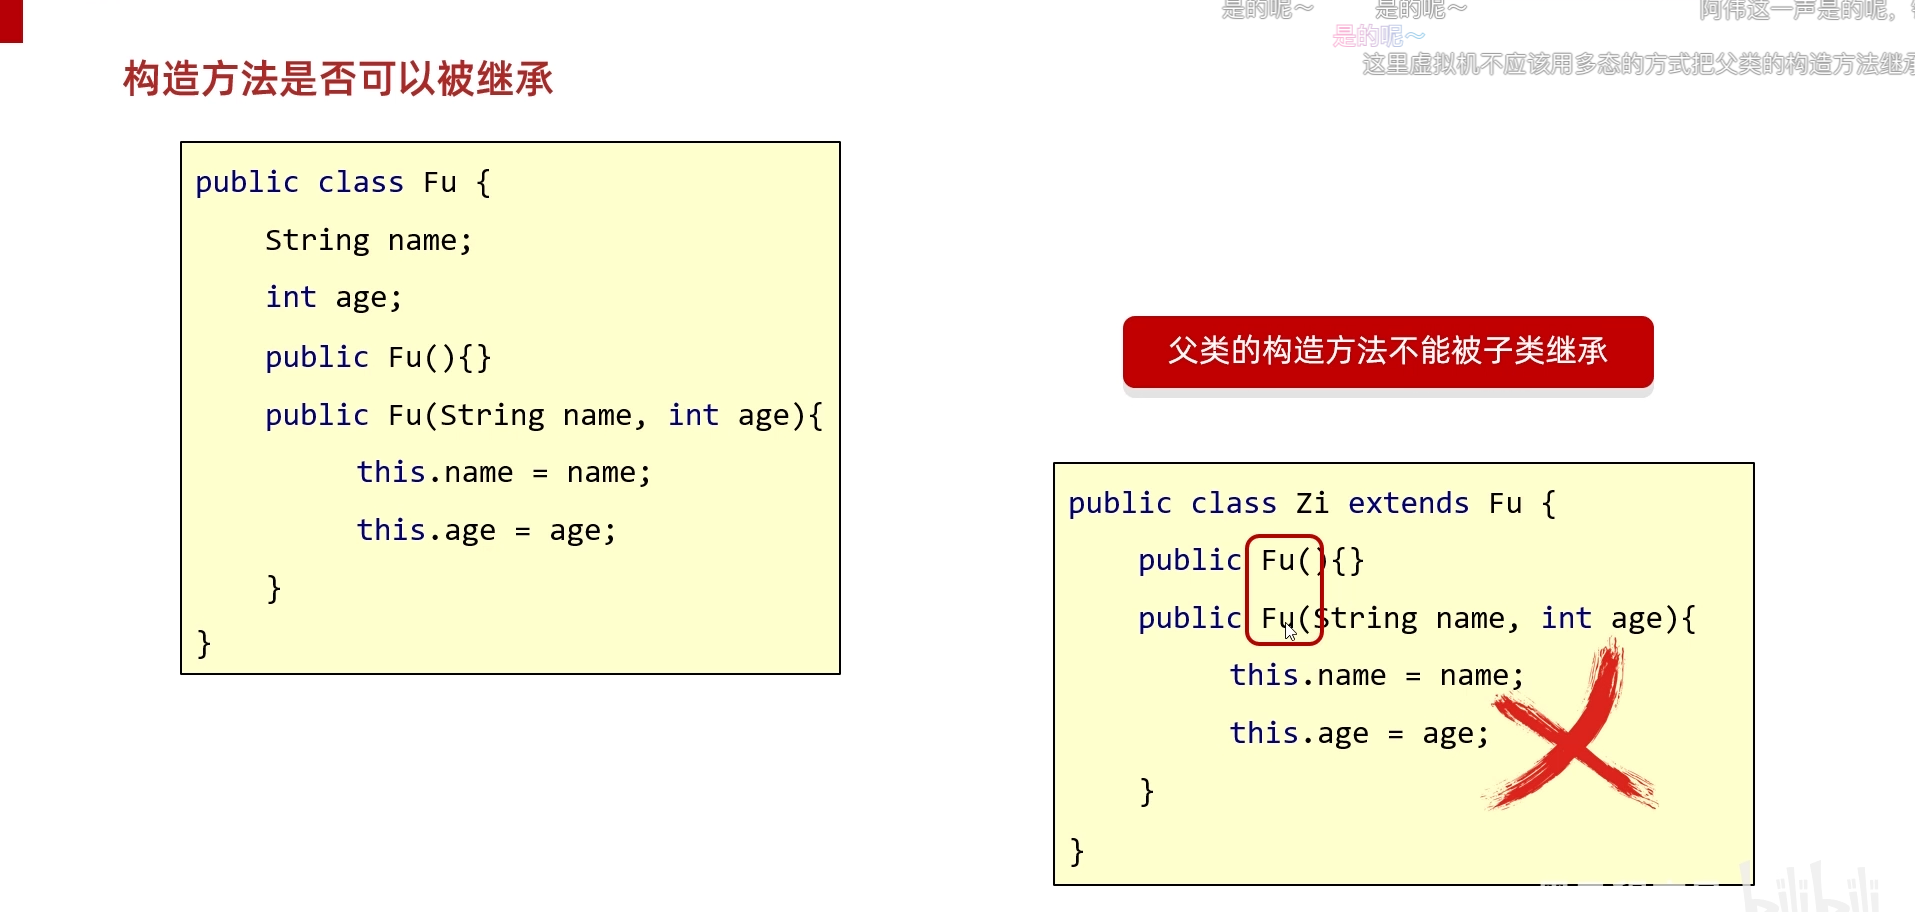 是的呢～ 是的呢～ 阿伟这一声是的呢，
是的呢～
这里虚拟机不应该用多态的方式把父类的构造方法继承
构造方法是否可以被继承
public class Fu {
String name;
int age;
public Fu(){}
public Fu(String name, int age){
this.name = name;
this.age = age;
}
}
父类的构造方法不能被子类继承
public class Zi extends Fu {
public Fu(){}
public Fu(String name, int age){
this.name = name;
this.age = age;
}
}
bilibili